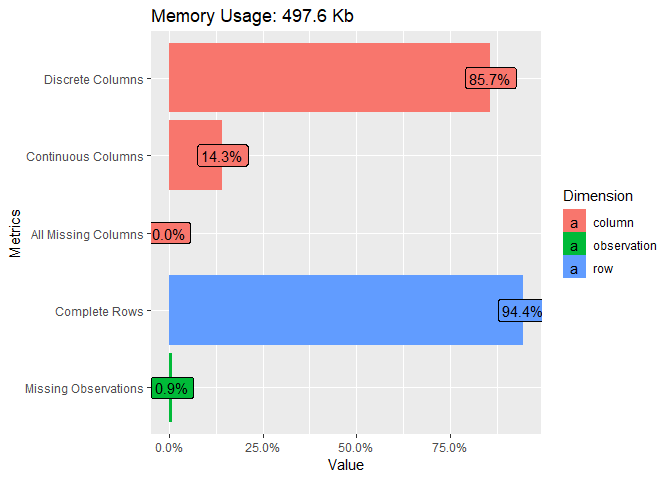 Memory Usage: 497.6 Kb
Metrics
Discrete Columns
85.7%
Continuous Columns
14.3%
All Missing Columns
0.0%
Complete Rows
94.4%
Missing Observations
0.9%
0.0%
25.0%
50.0%
75.0%
Value
Dimension
a column
a observation
a row